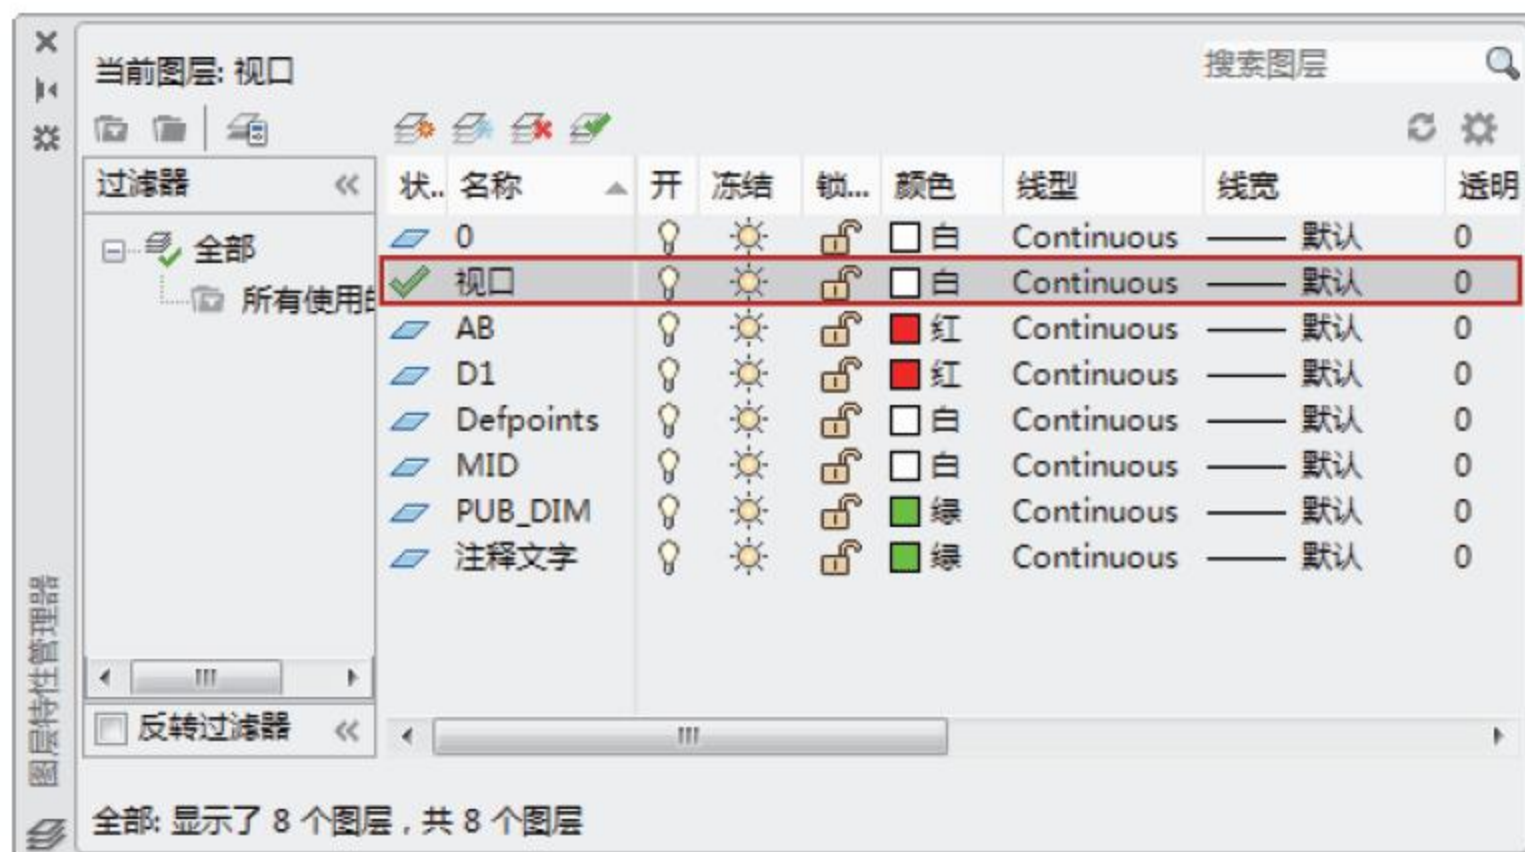 当前图层: 视口
搜索图层
过滤器
状.. 名称 开 冻结 锁... 颜色 线型 线宽 透明
全部
所有使用的
0 白 Continuous 默认 0
视口 白 Continuous 默认 0
AB 红 Continuous 默认 0
D1 红 Continuous 默认 0
Defpoints 白 Continuous 默认 0
MID 白 Continuous 默认 0
PUB_DIM 绿 Continuous 默认 0
注释文字 绿 Continuous 默认 0
反转过滤器
图层特性管理器
全部: 显示了 8 个图层 , 共 8 个图层